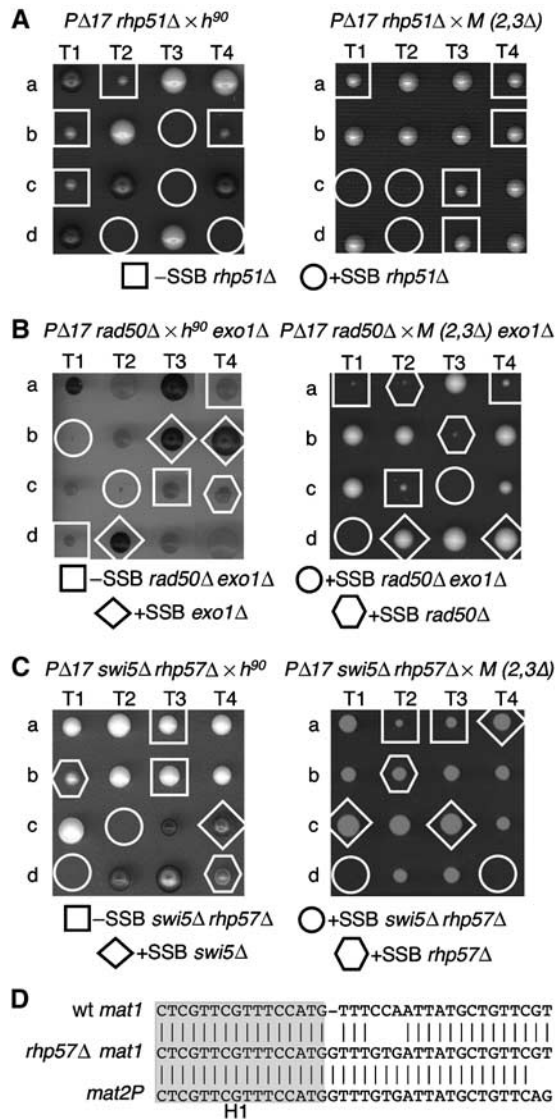 A
PΔ17 rhp51Δ × h⁹⁰ PΔ17 rhp51Δ × M (2,3Δ)
T1 T2 T3 T4 T1 T2 T3 T4
a a
b b
c c
d d
–SSB rhp51Δ +SSB rhp51Δ
B
PΔ17 rad50Δ × h⁹⁰ exo1Δ PΔ17 rad50Δ × M (2,3Δ) exo1Δ
T1 T2 T3 T4 T1 T2 T3 T4
a a
b b
c c
d d
–SSB rad50Δ exo1Δ +SSB rad50Δ exo1Δ
+SSB exo1Δ +SSB rad50Δ
C
PΔ17 swi5Δ rhp57Δ × h⁹⁰ PΔ17 swi5Δ rhp57Δ × M (2,3Δ)
T1 T2 T3 T4 T1 T2 T3 T4
a a
b b
c c
d d
–SSB swi5Δ rhp57Δ +SSB swi5Δ rhp57Δ
+SSB swi5Δ +SSB rhp57Δ
D
wt mat1 CTCGTTCGTTTCCATG-TTTCCAATTATGCTGTTCGT
rhp57Δ mat1 CTCGTTCGTTTCCATGGTTTGTGATTATGCTGTTCGT
mat2P CTCGTTCGTTTCCATGGTTTGTGATTATGCTGTTCAG
H1